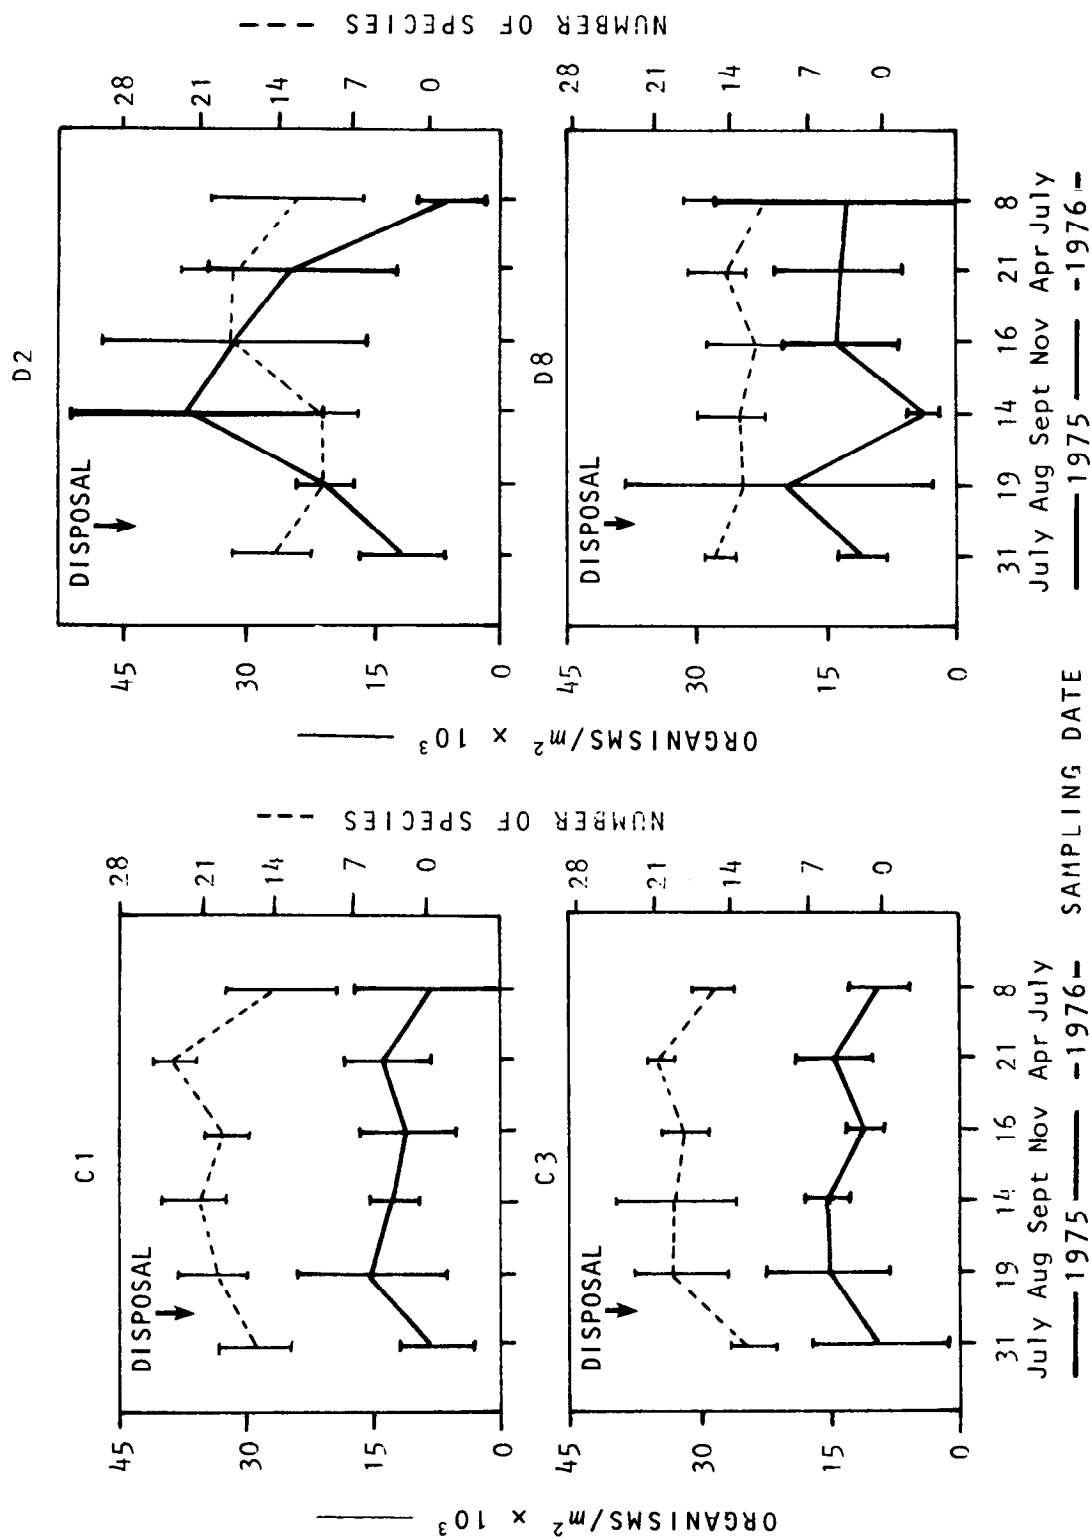 C1
DISPOSAL
45
30
15
0
28
21
14
7
0
D2
DISPOSAL
45
30
15
0
28
21
14
7
0
ORGANISMS/m² × 10³
NUMBER OF SPECIES
ORGANISMS/m² × 10³
NUMBER OF SPECIES
C3
DISPOSAL
45
30
15
0
28
21
14
7
0
D8
DISPOSAL
45
30
15
0
28
21
14
7
0
31 19 14 16 21 8
July Aug Sept Nov Apr July
1975 1976
SAMPLING DATE
31 19 14 16 21 8
July Aug Sept Nov Apr July
1975 1976